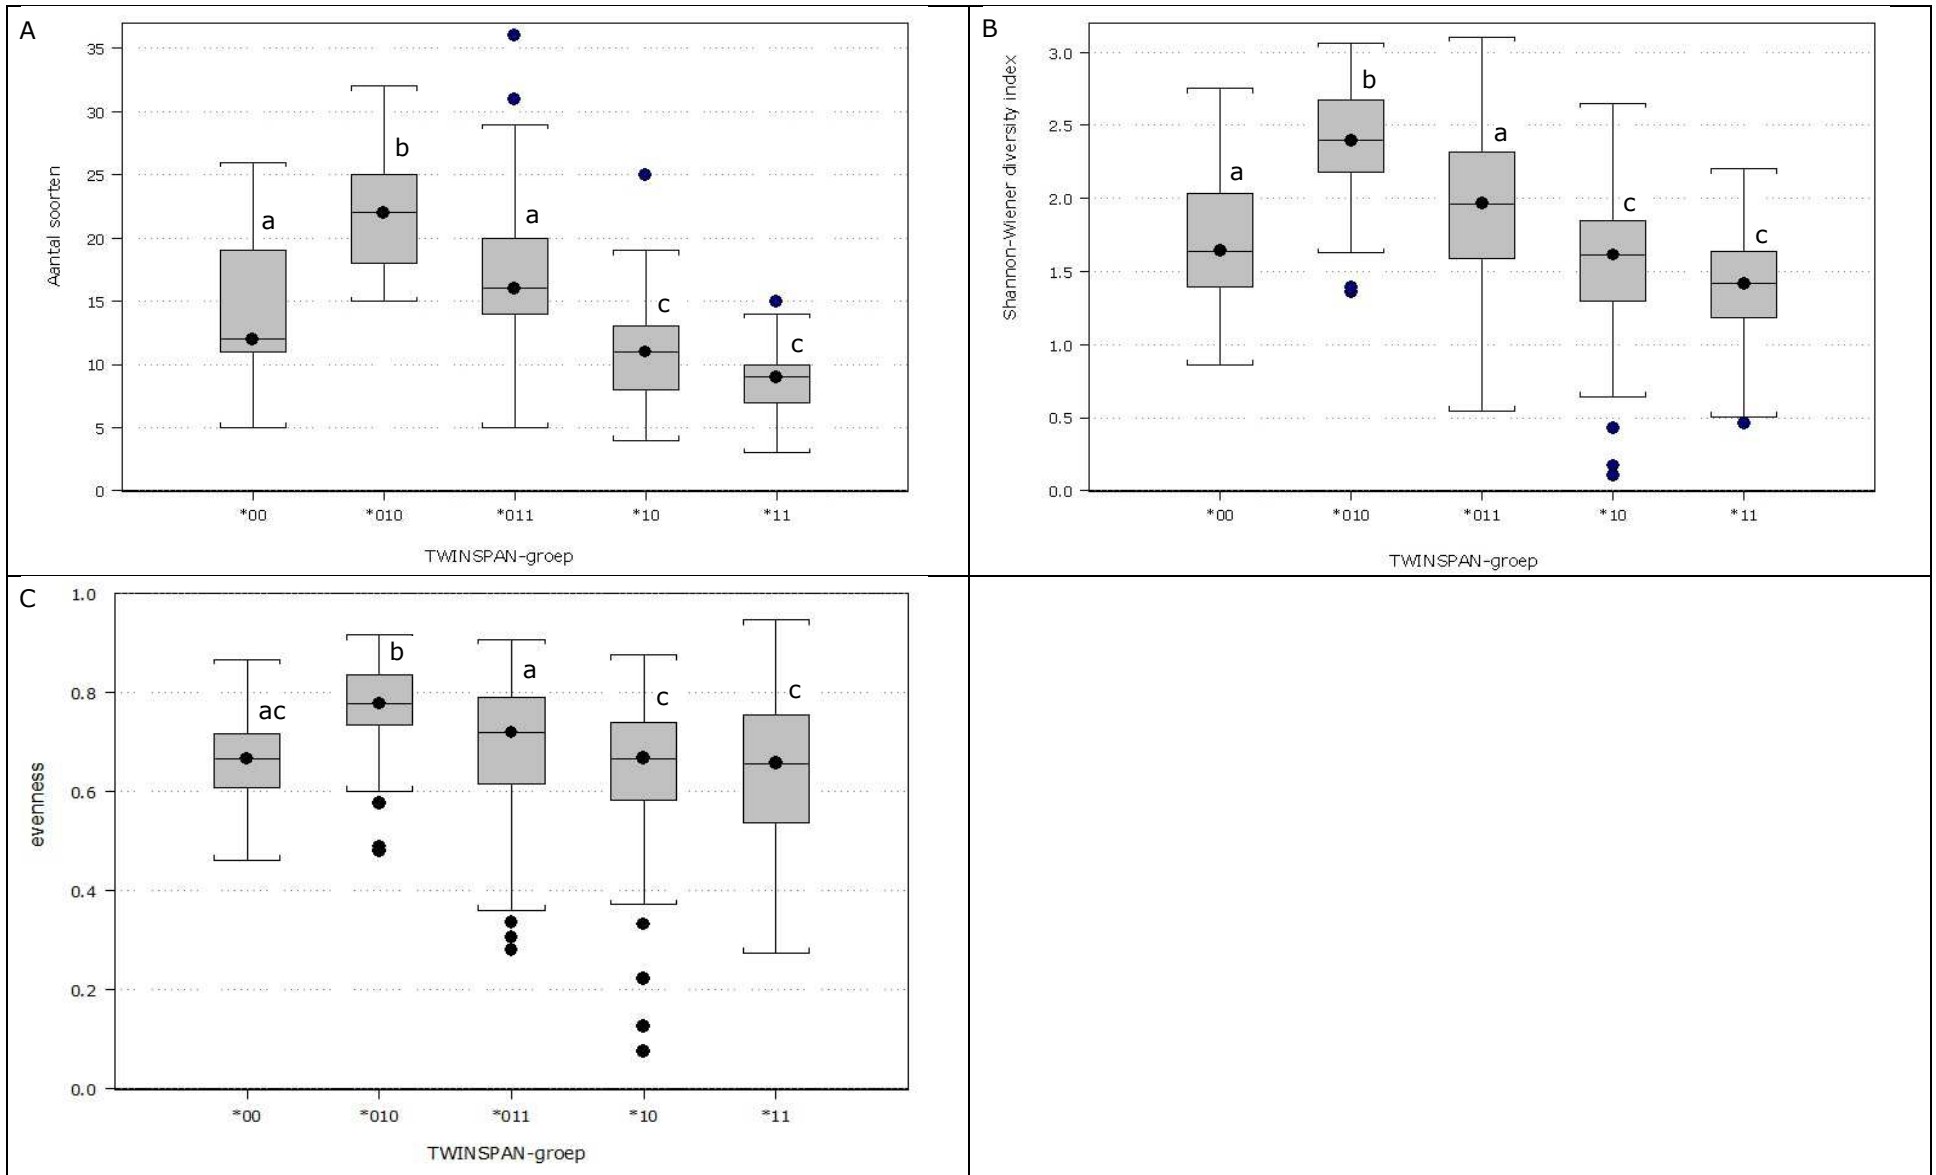 A
Aantal soorten
35
30
25
20
15
10
5
0
a
b
a
c
c
*00 *010 *011 *10 *11
TWINSPAN-groep
B
Shannon-Wiener diversity index
3.0
2.5
2.0
1.5
1.0
0.5
0.0
a
b
a
c
c
*00 *010 *011 *10 *11
TWINSPAN-groep
C
evenness
1.0
0.8
0.6
0.4
0.2
0.0
ac
b
a
c
c
*00 *010 *011 *10 *11
TWINSPAN-groep